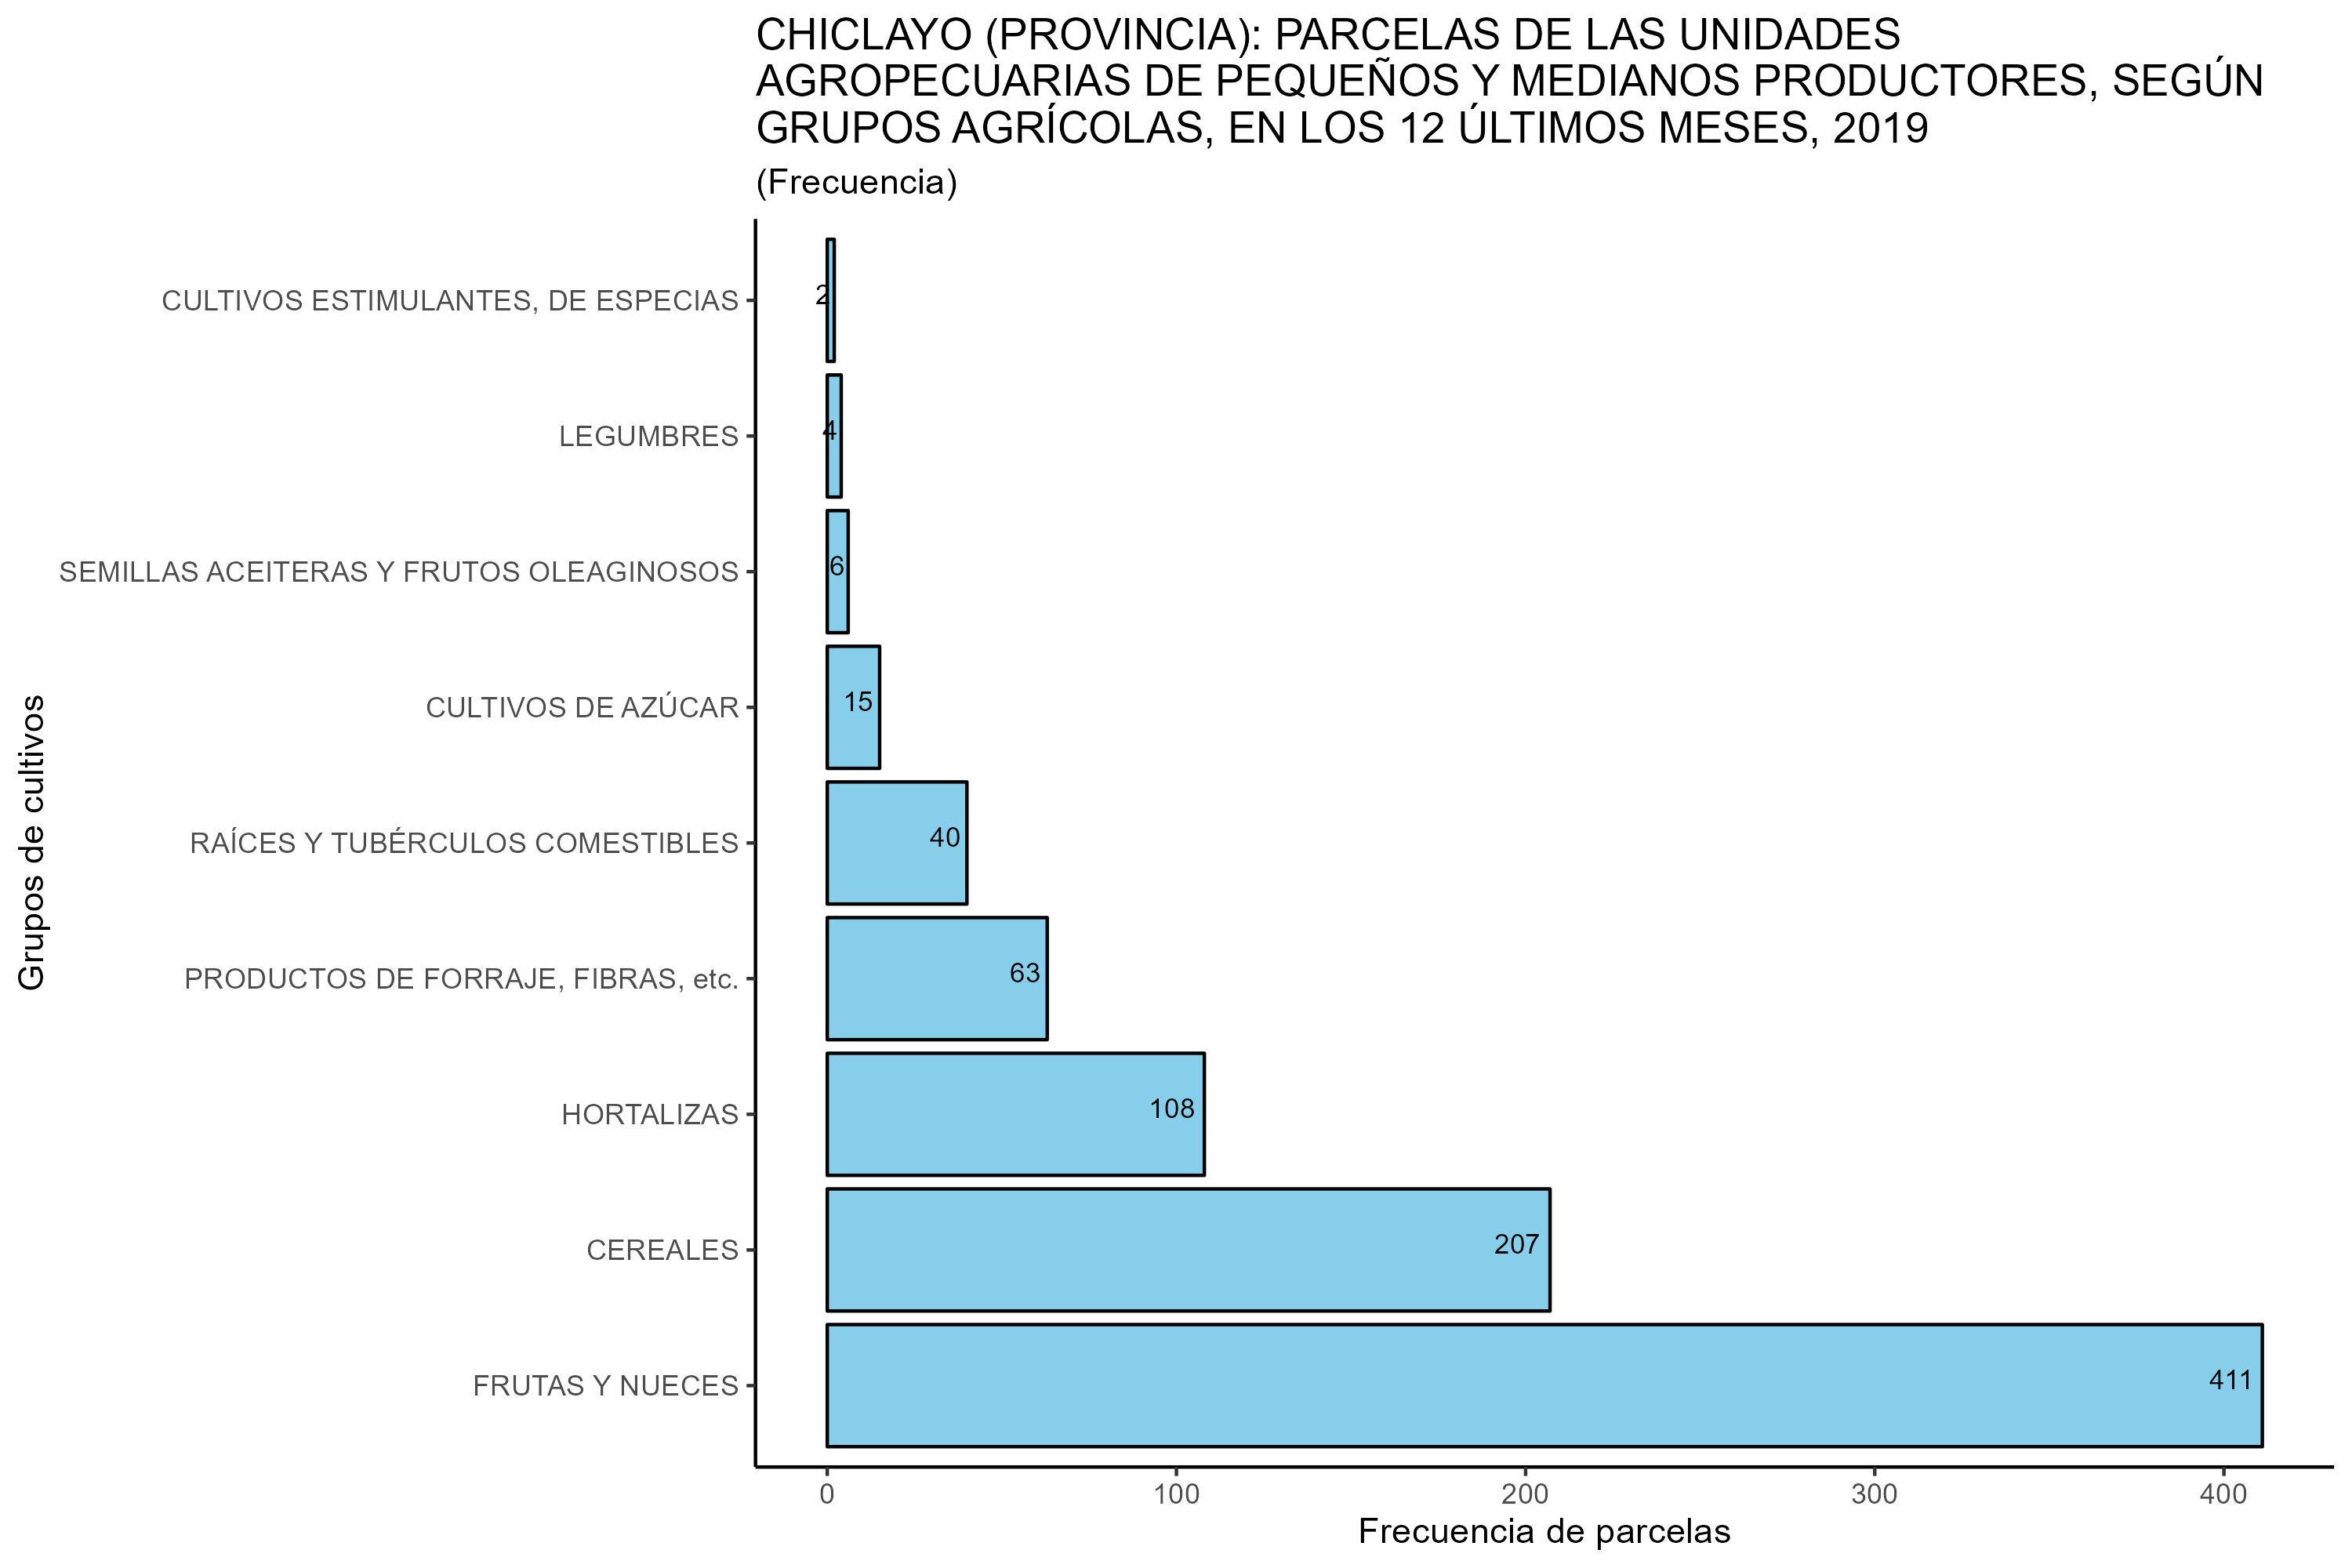 CHICLAYO (PROVINCIA): PARCELAS DE LAS UNIDADES
AGROPECUARIAS DE PEQUEÑOS Y MEDIANOS PRODUCTORES, SEGÚN
GRUPOS AGRÍCOLAS, EN LOS 12 ÚLTIMOS MESES, 2019
(Frecuencia)
Grupos de cultivos
CULTIVOS ESTIMULANTES, DE ESPECIAS 2
LEGUMBRES 4
SEMILLAS ACEITERAS Y FRUTOS OLEAGINOSOS 6
CULTIVOS DE AZÚCAR 15
RAÍCES Y TUBÉRCULOS COMESTIBLES 40
PRODUCTOS DE FORRAJE, FIBRAS, etc. 63
HORTALIZAS 108
CEREALES 207
FRUTAS Y NUECES 411
0 100 200 300 400
Frecuencia de parcelas